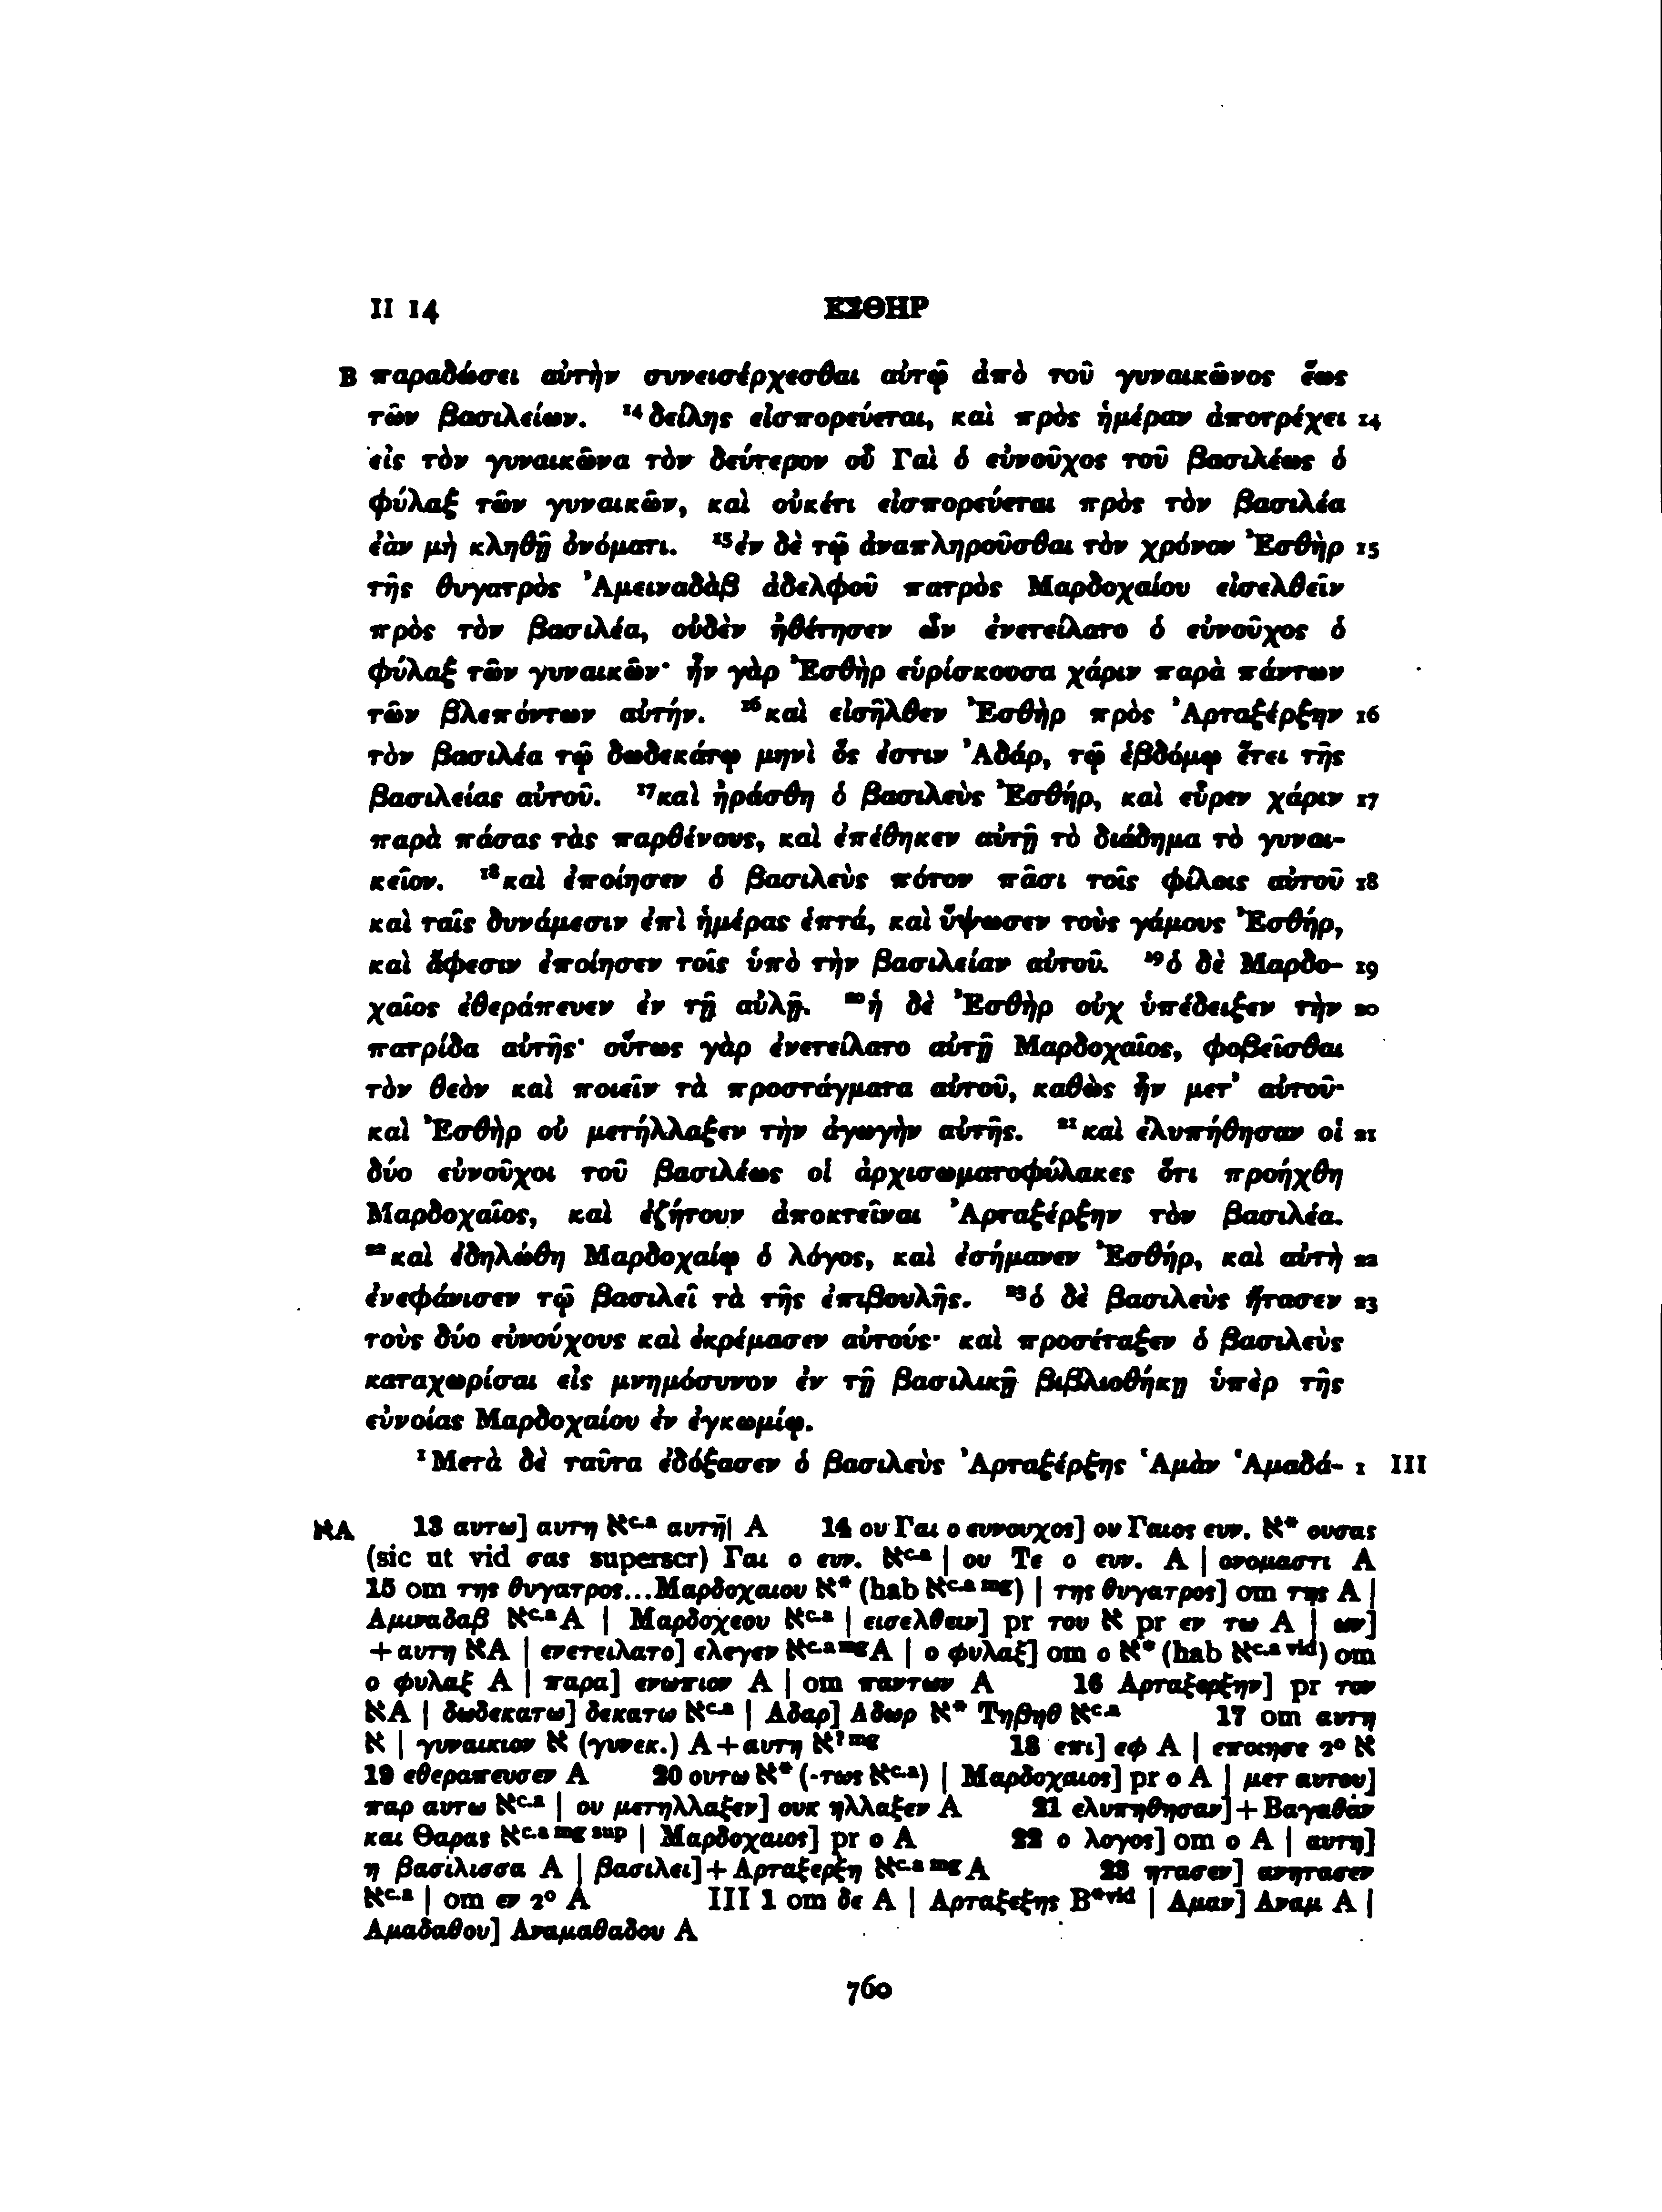 II 14 ΕΣΘΗΡ
B παραδώσει αὐτὴν συνεισέρχεσθαι αὐτῷ ἀπὸ τοῦ γυναικῶνος ἕως
τῶν βασιλείων. ¹⁴δείλης εἰσπορεύεται, καὶ πρὸς ἡμέραν ἀποτρέχει 14
εἰς τὸν γυναικῶνα τὸν δεύτερον οὗ Γαὶ ὁ εὐνοῦχος τοῦ βασιλέως ὁ
φύλαξ τῶν γυναικῶν, καὶ οὐκέτι εἰσπορεύεται πρὸς τὸν βασιλέα
ἐὰν μὴ κληθῇ ὀνόματι. ¹⁵ἐν δὲ τῷ ἀναπληροῦσθαι τὸν χρόνον Ἐσθὴρ 15
τῆς θυγατρὸς Ἀμειναδὰβ ἀδελφοῦ πατρὸς Μαρδοχαίου εἰσελθεῖν
πρὸς τὸν βασιλέα, οὐδὲν ἠθέτησεν ὧν ἐνετείλατο ὁ εὐνοῦχος ὁ
φύλαξ τῶν γυναικῶν· ἦν γὰρ Ἐσθὴρ εὑρίσκουσα χάριν παρὰ πάντων
τῶν βλεπόντων αὐτήν. ¹⁶καὶ εἰσῆλθεν Ἐσθὴρ πρὸς Ἀρταξέρξην 16
τὸν βασιλέα τῷ δωδεκάτῳ μηνὶ ὅς ἐστιν Ἀδάρ, τῷ ἑβδόμῳ ἔτει τῆς
βασιλείας αὐτοῦ. ¹⁷καὶ ἠράσθη ὁ βασιλεὺς Ἐσθήρ, καὶ εὗρεν χάριν 17
παρὰ πάσας τὰς παρθένους, καὶ ἐπέθηκεν αὐτῇ τὸ διάδημα τὸ γυναι-
κεῖον. ¹⁸καὶ ἐποίησεν ὁ βασιλεὺς πότον πᾶσι τοῖς φίλοις αὐτοῦ 18
καὶ ταῖς δυνάμεσιν ἐπὶ ἡμέρας ἑπτά, καὶ ὕψωσεν τοὺς γάμους Ἐσθήρ,
καὶ ἄφεσιν ἐποίησεν τοῖς ὑπὸ τὴν βασιλείαν αὐτοῦ. ¹⁹ὁ δὲ Μαρδο- 19
χαῖος ἐθεράπευεν ἐν τῇ αὐλῇ. ²⁰ἡ δὲ Ἐσθὴρ οὐχ ὑπέδειξεν τὴν 20
πατρίδα αὐτῆς· οὕτως γὰρ ἐνετείλατο αὐτῇ Μαρδοχαῖος, φοβεῖσθαι
τὸν θεὸν καὶ ποιεῖν τὰ προστάγματα αὐτοῦ, καθὼς ἦν μετ’ αὐτοῦ·
καὶ Ἐσθὴρ οὐ μετήλλαξεν τὴν ἀγωγὴν αὐτῆς. ²¹καὶ ἐλυπήθησαν οἱ 21
δύο εὐνοῦχοι τοῦ βασιλέως οἱ ἀρχισωματοφύλακες ὅτι προήχθη
Μαρδοχαῖος, καὶ ἐζήτουν ἀποκτεῖναι Ἀρταξέρξην τὸν βασιλέα.
²²καὶ ἐδηλώθη Μαρδοχαίῳ ὁ λόγος, καὶ ἐσήμανεν Ἐσθήρ, καὶ αὐτὴ 22
ἐνεφάνισεν τῷ βασιλεῖ τὰ τῆς ἐπιβουλῆς. ²³ὁ δὲ βασιλεὺς ἤτασεν 23
τοὺς δύο εὐνούχους καὶ ἐκρέμασεν αὐτούς· καὶ προσέταξεν ὁ βασιλεὺς
καταχωρίσαι εἰς μνημόσυνον ἐν τῇ βασιλικῇ βιβλιοθήκῃ ὑπὲρ τῆς
εὐνοίας Μαρδοχαίου ἐν ἐγκωμίῳ.
¹Μετὰ δὲ ταῦτα ἐδόξασεν ὁ βασιλεὺς Ἀρταξέρξης Ἁμὰν Ἁμαδά- 1 III
ℵA 13 αυτω] αυτη ℵᶜ·ᵃ αυτη̄| A 14 ου Γαι ο ευνουχος] ου Γαιος ευν. ℵ* ουσας
(sic ut vid σας superscr) Γαι ο ευν. ℵᶜ·ᵃ | ου Τε ο ευν. A | ονομαστι A
15 om της θυγατρος...Μαρδοχαιου ℵ* (hab ℵᶜ·ᵃ ᵐᵍ) | της θυγατρος] om της A |
Αμιναδαβ ℵᶜ·ᵃ A | Μαρδοχεου ℵᶜ·ᵃ | εισελθειν] pr του ℵ pr εν τω A | ων]
+αυτη ℵA | ενετειλατο] ελεγεν ℵᶜ·ᵃ ᵐᵍ A | ο φυλαξ] om ο ℵ* (hab ℵᶜ·ᵃ ᵛⁱᵈ) om
ο φυλαξ A | παρα] ενωπιον A | om παντων A 16 Αρταξερξην] pr τον
ℵA | δωδεκατω] δεκατω ℵᶜ·ᵃ | Αδαρ] Αδωρ ℵ* Τηβηθ ℵᶜ·ᵃ 17 om αυτη
ℵ | γυναικιον ℵ (γυνεκ.) A+αυτη ℵ?ᵐᵍ 18 επι] εφ A | εποιησε 2° ℵ
19 εθεραπευσεν A 20 ουτω ℵ* (-τως ℵᶜ·ᵃ) | Μαρδοχαιος] pr ο A | μετ αυτου]
παρ αυτω ℵᶜ·ᵃ | ου μετηλλαξεν] ουκ ηλλαξεν A 21 ελυπηθησαν]+Βαγαθαν
και Θαρας ℵᶜ·ᵃ ᵐᵍ ˢᵘᵖ | Μαρδοχαιος] pr ο A 22 ο λογος] om ο A | αυτη]
η βασιλισσα A | βασιλει]+Αρταξερξη ℵᶜ·ᵃ ᵐᵍ A 23 ητασεν] ανητασεν
ℵᶜ·ᵃ | om εν 2° A III 1 om δε A | Αρταξεξης B*ᵛⁱᵈ | Αμαν] Αναμ A |
Αμαδαθου] Αναμαθαδου A
760